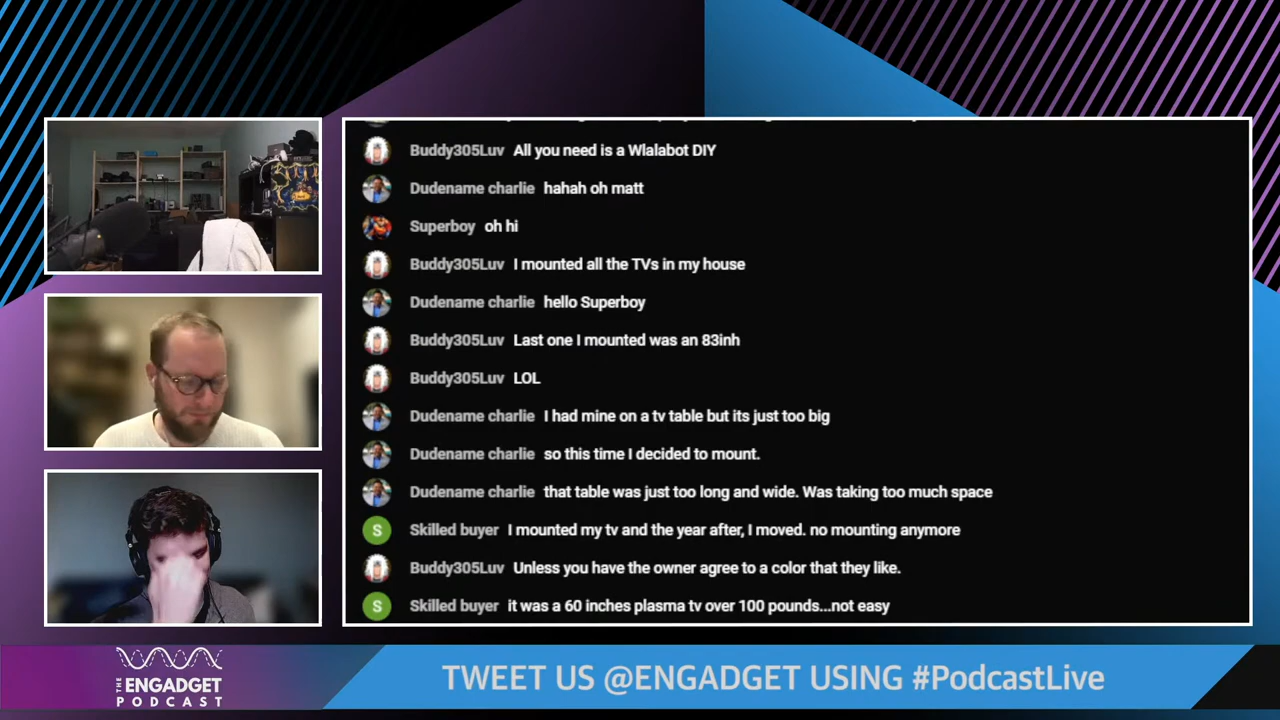 Buddy305Luv All you need is a Wlalabot DIY
Dudename charlie hahah oh matt
Superboy oh hi
Buddy305Luv I mounted all the TVs in my house
Dudename charlie hello Superboy
Buddy305Luv Last one I mounted was an 83inh
Buddy305Luv LOL
Dudename charlie I had mine on a tv table but its just too big
Dudename charlie so this time I decided to mount.
Dudename charlie that table was just too long and wide. Was taking too much space
S Skilled buyer I mounted my tv and the year after, I moved. no mounting anymore
Buddy305Luv Unless you have the owner agree to a color that they like.
S Skilled buyer it was a 60 inches plasma tv over 100 pounds...not easy
THE ENGADGET PODCAST
TWEET US @ENGADGET USING #PodcastLive